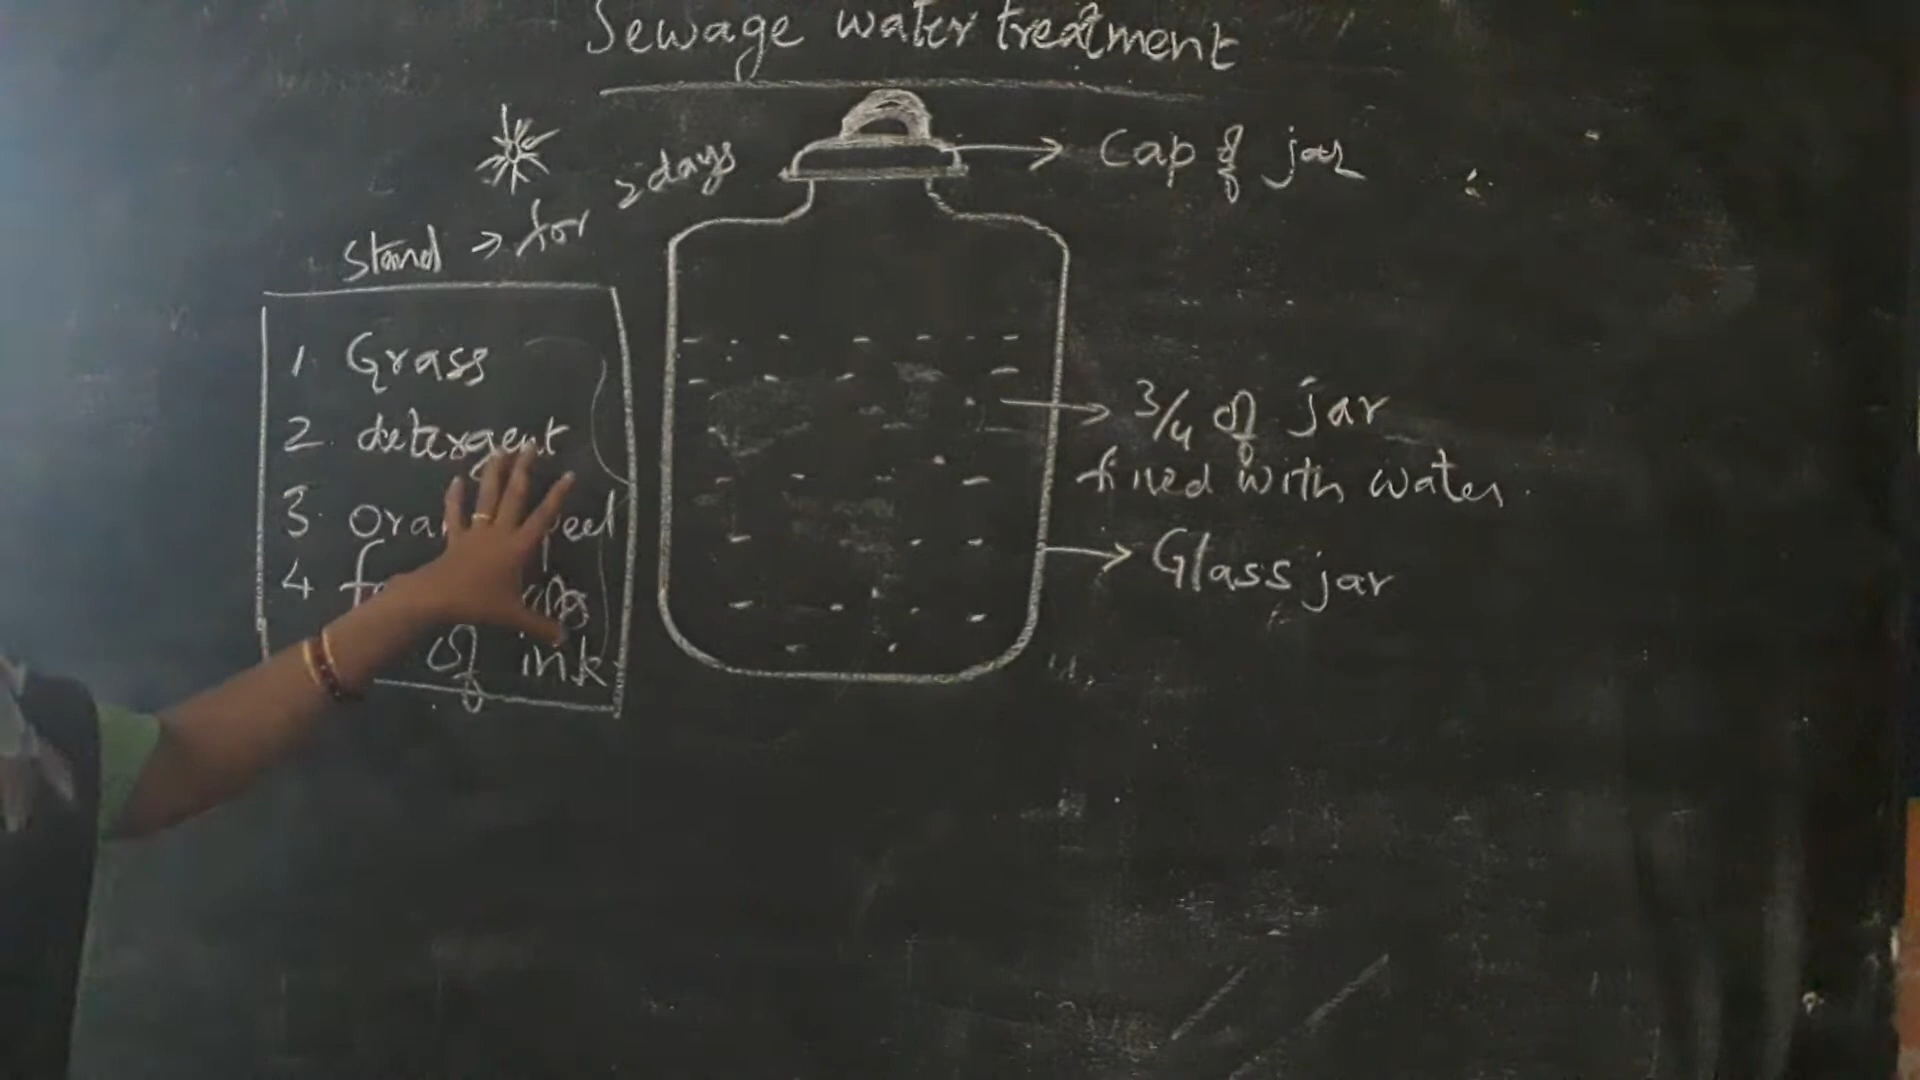 Sewage water treatment
Cap of jar
stand → for 2 days
1. Grass
2. detergent
3. peel
4.
of ink
3/4 of jar
filled with water.
Glass jar